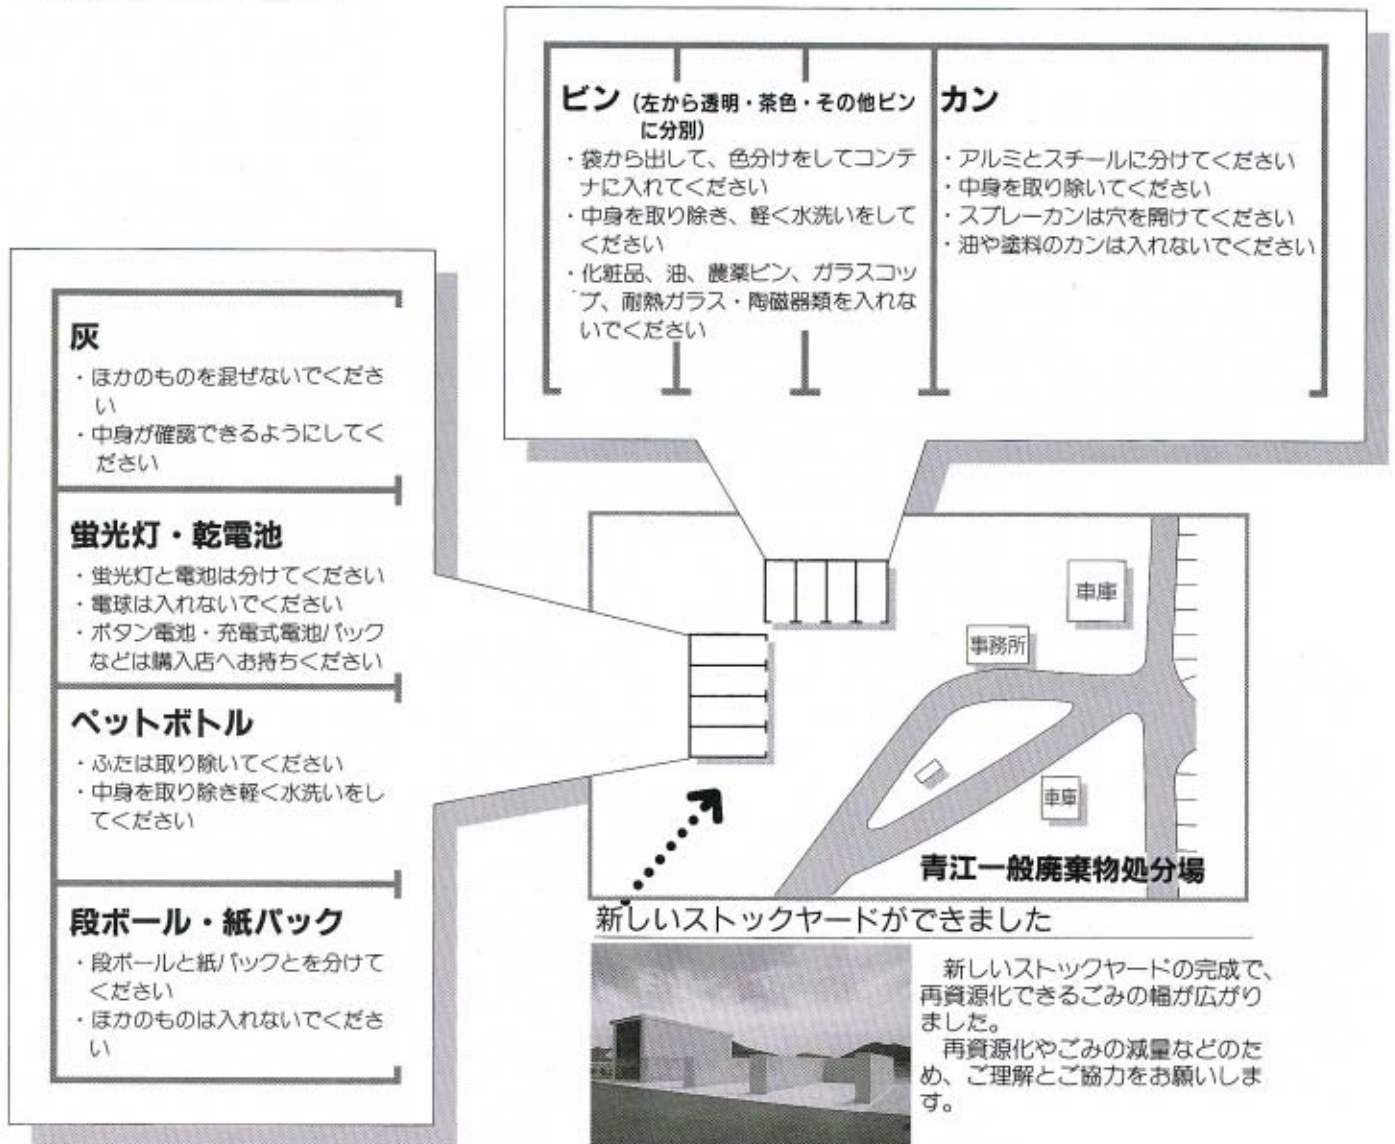 ビン (左から透明・茶色・その他ビン
に分別)
・袋から出して、色分けをしてコンテ
ナに入れてください
・中身を取り除き、軽く水洗いをして
ください
・化粧品、油、農薬ビン、ガラスコッ
プ、耐熱ガラス・陶磁器類を入れな
いでください
カン
・アルミとスチールに分けてください
・中身を取り除いてください
・スプレーカンは穴を開けてください
・油や塗料のカンは入れないでください
灰
・ほかのものを混ぜないでくださ
い
・中身が確認できるようにしてく
ださい
蛍光灯・乾電池
・蛍光灯と電池は分けてください
・電球は入れないでください
・ボタン電池・充電式電池パック
などは購入店へお持ちください
ペットボトル
・ふたは取り除いてください
・中身を取り除き軽く水洗いをし
てください
段ボール・紙パック
・段ボールと紙パックとを分けて
ください
・ほかのものは入れないでくださ
い
車庫
事務所
車庫
青江一般廃棄物処分場
新しいストックヤードができました
新しいストックヤードの完成で、
再資源化できるごみの幅が広がり
ました。
再資源化やごみの減量などのた
め、ご理解とご協力をお願いしま
す。